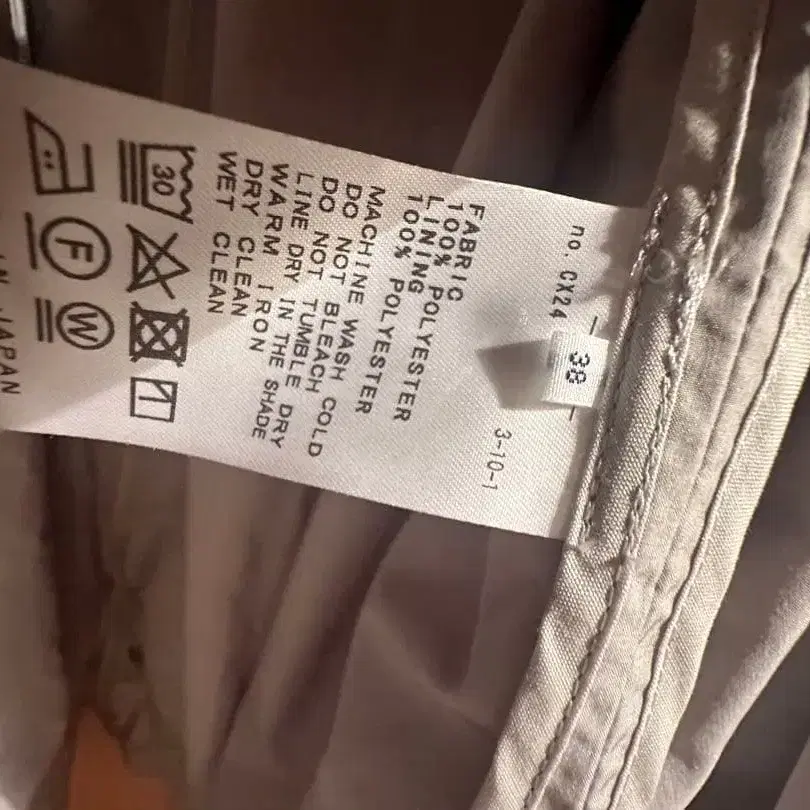 no. CX24
38
3-10-1
FABRIC
100% POLYESTER
LINING
100% POLYESTER
MACHINE WASH COLD
DO NOT BLEACH
DO NOT TUMBLE DRY
LINE DRY IN THE SHADE
WARM IRON
DRY CLEAN
WET CLEAN
30
F
W
JAPAN